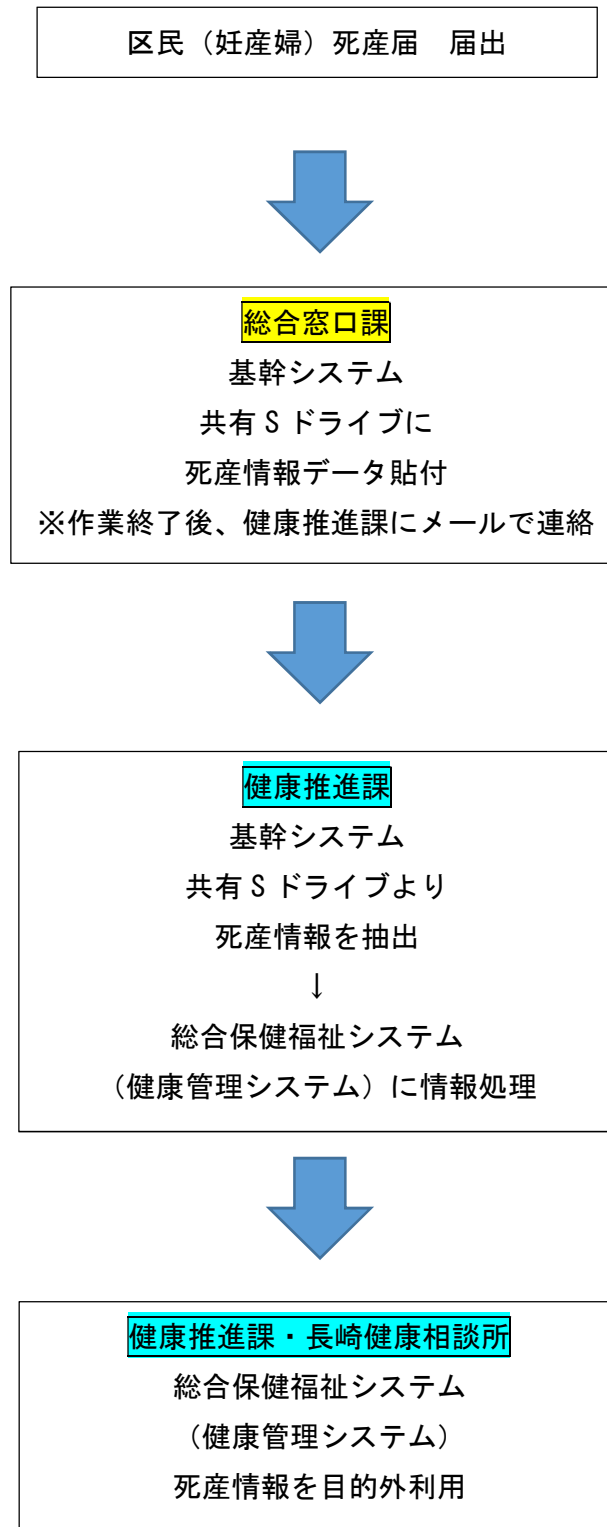 区民（妊産婦）死産届　届出
総合窓口課
基幹システム
共有Sドライブに
死産情報データ貼付
※作業終了後、健康推進課にメールで連絡
健康推進課
基幹システム
共有Sドライブより
死産情報を抽出
↓
総合保健福祉システム
（健康管理システム）に情報処理
健康推進課・長崎健康相談所
総合保健福祉システム
（健康管理システム）
死産情報を目的外利用